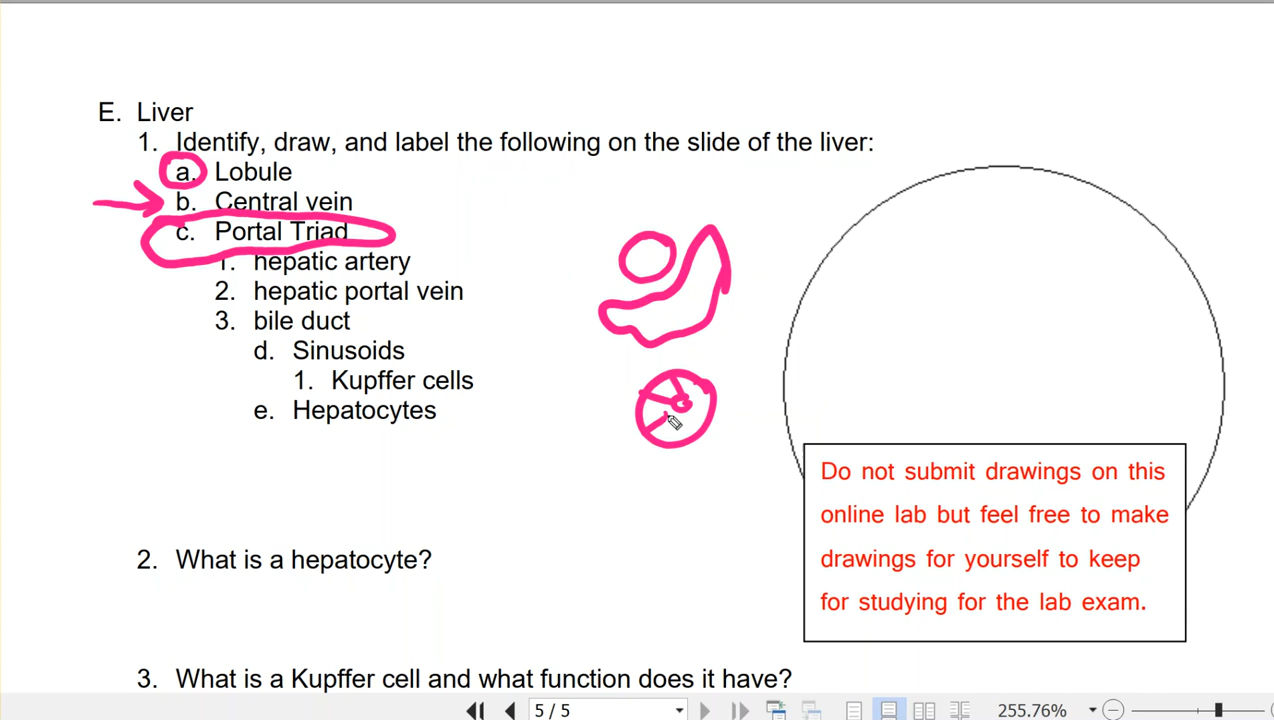 E. Liver
1. Identify, draw, and label the following on the slide of the liver:
a. Lobule
b. Central vein
c. Portal Triad
1. hepatic artery
2. hepatic portal vein
3. bile duct
d. Sinusoids
1. Kupffer cells
e. Hepatocytes
Do not submit drawings on this
online lab but feel free to make
drawings for yourself to keep
for studying for the lab exam.
2. What is a hepatocyte?
3. What is a Kupffer cell and what function does it have?
5 / 5
255.76%